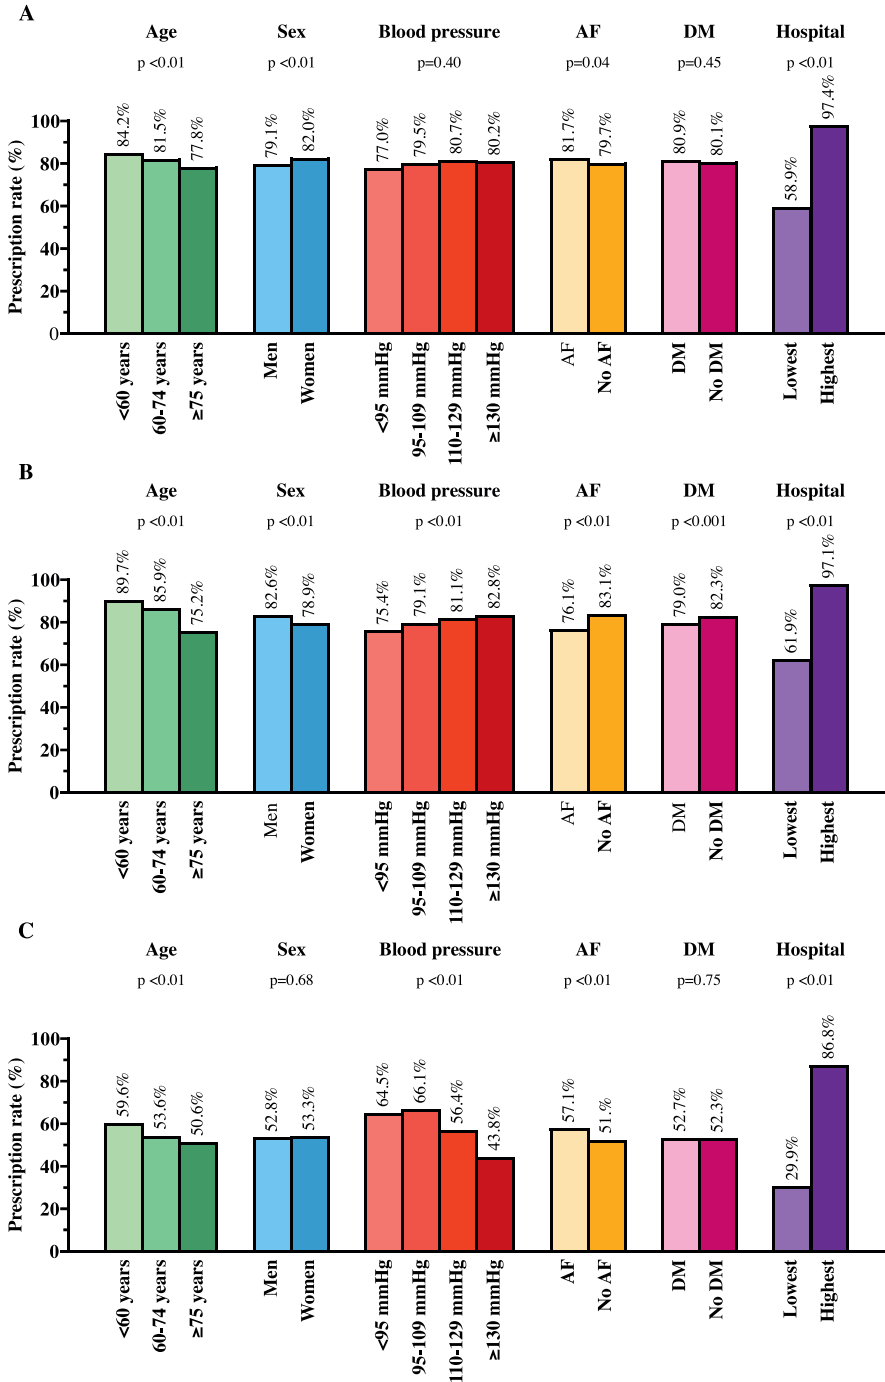 A
Age Sex Blood pressure AF DM Hospital
p <0.01 p <0.01 p=0.40 p=0.04 p=0.45 p <0.01
84.2% 81.5% 77.8% 79.1% 82.0% 77.0% 79.5% 80.7% 80.2% 81.7% 79.7% 80.9% 80.1% 58.9% 97.4%
Prescription rate (%)
100
80
60
40
20
0
<60 years 60-74 years ≥75 years Men Women <95 mmHg 95-109 mmHg 110-129 mmHg ≥130 mmHg AF No AF DM No DM Lowest Highest
B
Age Sex Blood pressure AF DM Hospital
p <0.01 p <0.01 p <0.01 p <0.01 p <0.001 p <0.01
89.7% 85.9% 75.2% 82.6% 78.9% 75.4% 79.1% 81.1% 82.8% 76.1% 83.1% 79.0% 82.3% 61.9% 97.1%
Prescription rate (%)
100
80
60
40
20
0
<60 years 60-74 years ≥75 years Men Women <95 mmHg 95-109 mmHg 110-129 mmHg ≥130 mmHg AF No AF DM No DM Lowest Highest
C
Age Sex Blood pressure AF DM Hospital
p <0.01 p=0.68 p <0.01 p <0.01 p=0.75 p <0.01
59.6% 53.6% 50.6% 52.8% 53.3% 64.5% 66.1% 56.4% 43.8% 57.1% 51.% 52.7% 52.3% 29.9% 86.8%
Prescription rate (%)
100
80
60
40
20
0
<60 years 60-74 years ≥75 years Men Women <95 mmHg 95-109 mmHg 110-129 mmHg ≥130 mmHg AF No AF DM No DM Lowest Highest